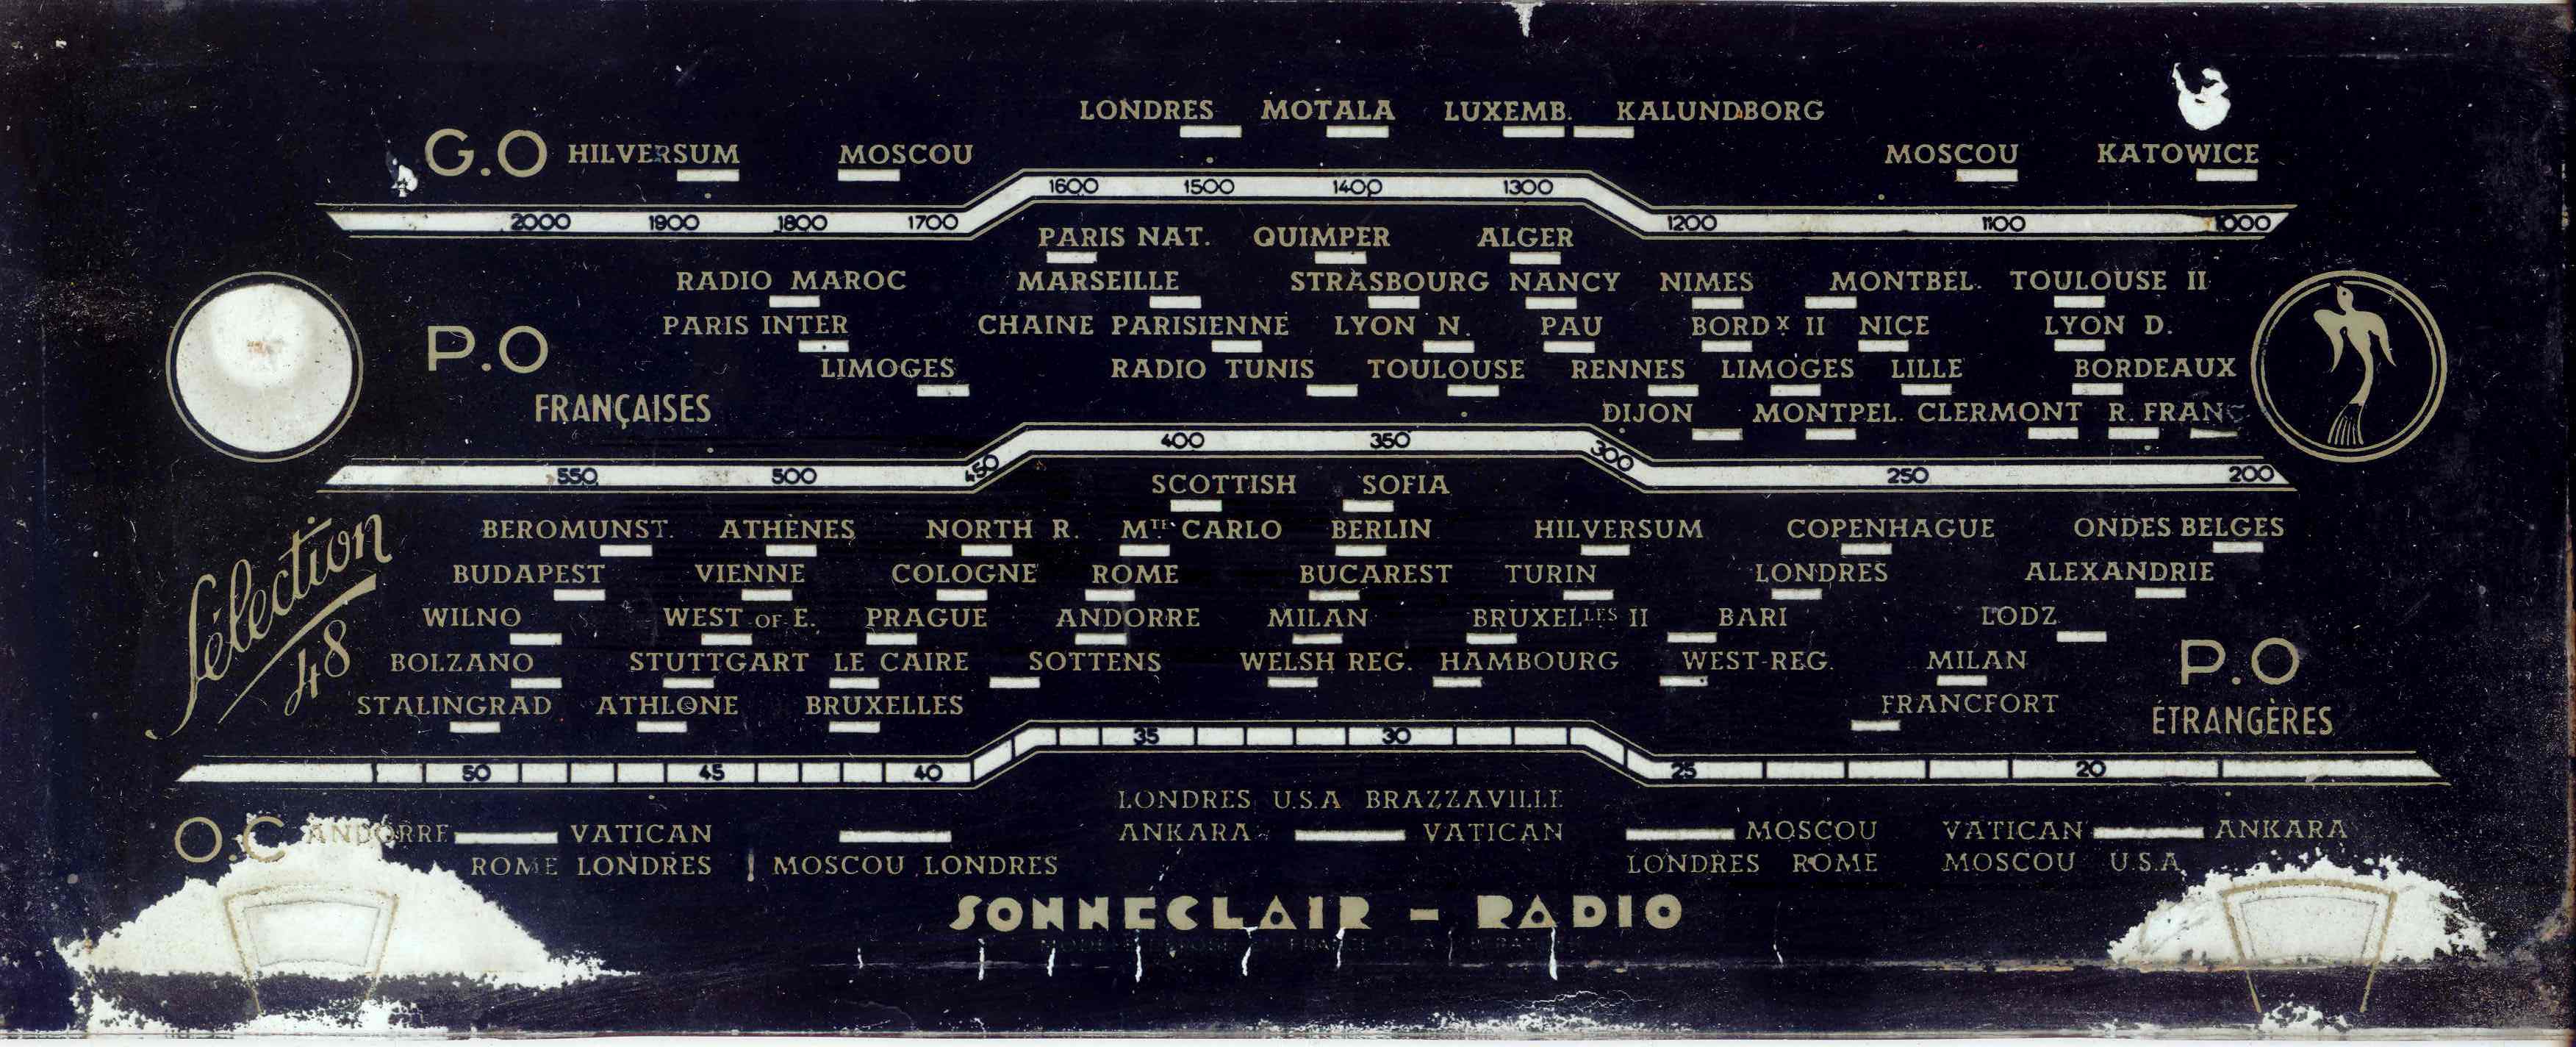 LONDRES MOTALA LUXEMB. KALUNDBORG
G.O HILVERSUM MOSCOU MOSCOU KATOWICE
1600 1500 1400 1300
2000 1900 1800 1700 1200 1100 1000
PARIS NAT. QUIMPER ALGER
RADIO MAROC MARSEILLE STRASBOURG NANCY NIMES MONTBEL. TOULOUSE II
P.O PARIS INTER CHAINE PARISIENNE LYON N. PAU BORDX II NICE LYON D.
LIMOGES RADIO TUNIS TOULOUSE RENNES LIMOGES LILLE BORDEAUX
FRANÇAISES DIJON MONTPEL. CLERMONT R. FRANC
400 350
550 500 450 300 250 200
SCOTTISH SOFIA
Sélection 48
BEROMUNST. ATHÈNES NORTH R. MTE CARLO BERLIN HILVERSUM COPENHAGUE ONDES BELGES
BUDAPEST VIENNE COLOGNE ROME BUCAREST TURIN LONDRES ALEXANDRIE
WILNO WEST OF E. PRAGUE ANDORRE MILAN BRUXELLES II BARI LODZ
BOLZANO STUTTGART LE CAIRE SOTTENS WELSH REG. HAMBOURG WEST-REG. MILAN P.O
STALINGRAD ATHLONE BRUXELLES FRANCFORT ÉTRANGÈRES
35 30
50 45 40 25 20
LONDRES U.S.A BRAZZAVILLE
O.C ANDORRE VATICAN ANKARA VATICAN MOSCOU VATICAN ANKARA
ROME LONDRES MOSCOU LONDRES LONDRES ROME MOSCOU U.S.A
SONNECLAIR - RADIO